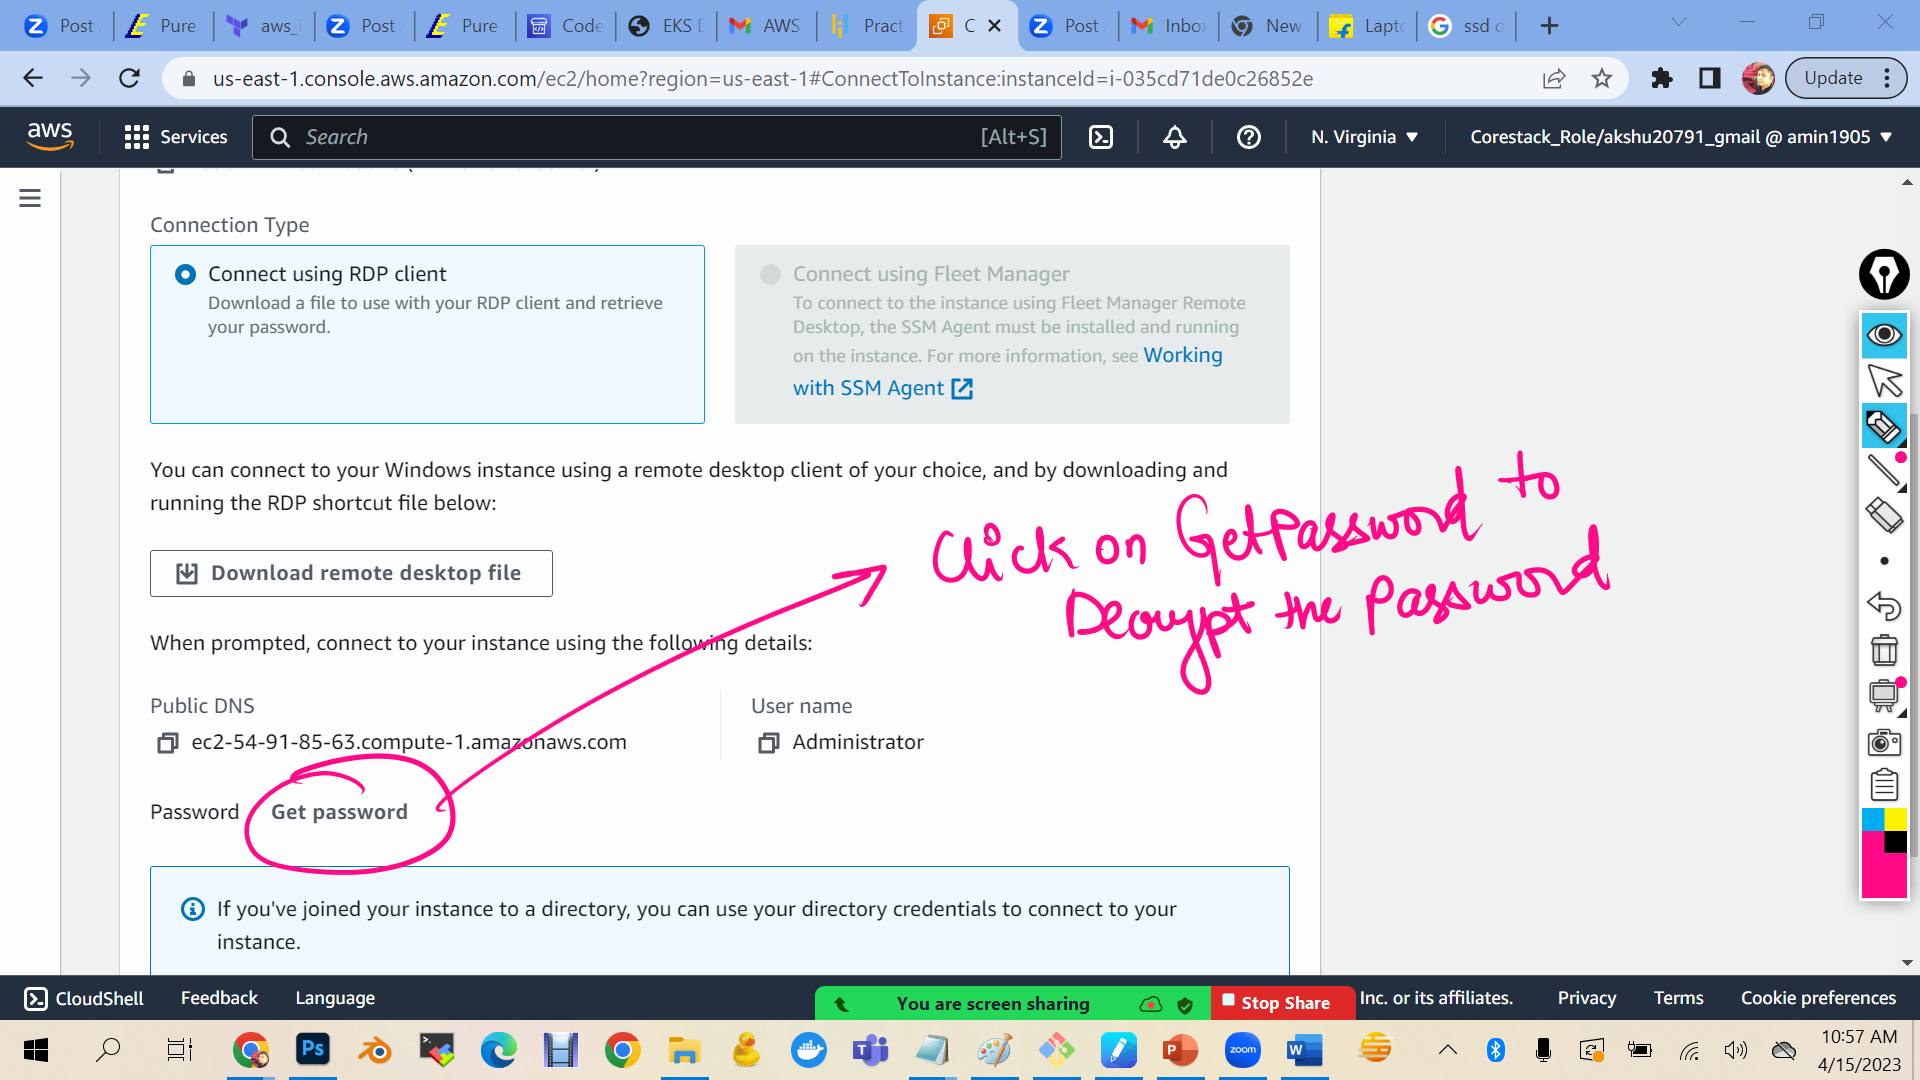 Post
Pure
aws_i
Post
Pure
Code
EKS D
AWS
Pract
C
Post
Inbo
New
Lapt
ssd d
us-east-1.console.aws.amazon.com/ec2/home?region=us-east-1#ConnectToInstance:instanceId=i-035cd71de0c26852e
Update
aws
Services
Search
[Alt+S]
N. Virginia
Corestack_Role/akshu20791_gmail @ amin1905
Connection Type
Connect using RDP client
Download a file to use with your RDP client and retrieve
your password.
Connect using Fleet Manager
To connect to the instance using Fleet Manager Remote
Desktop, the SSM Agent must be installed and running
on the instance. For more information, see Working
with SSM Agent
You can connect to your Windows instance using a remote desktop client of your choice, and by downloading and
running the RDP shortcut file below:
Click on GetPassword to
Decrypt the Password
Download remote desktop file
When prompted, connect to your instance using the following details:
Public DNS
ec2-54-91-85-63.compute-1.amazonaws.com
User name
Administrator
Password
Get password
If you've joined your instance to a directory, you can use your directory credentials to connect to your
instance.
CloudShell
Feedback
Language
You are screen sharing
Stop Share
Inc. or its affiliates.
Privacy
Terms
Cookie preferences
Ps
zoom
W
10:57 AM
4/15/2023